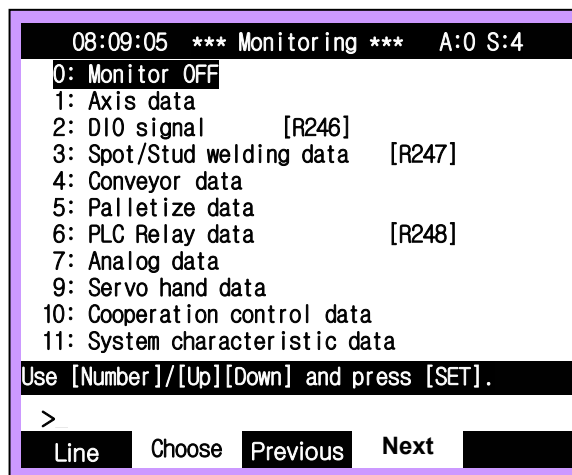 08:09:05 *** Monitoring *** A:0 S:4
0: Monitor OFF
1: Axis data
2: DIO signal [R246]
3: Spot/Stud welding data [R247]
4: Conveyor data
5: Palletize data
6: PLC Relay data [R248]
7: Analog data
9: Servo hand data
10: Cooperation control data
11: System characteristic data
Use [Number]/[Up][Down] and press [SET].
>_
Line Choose Previous Next